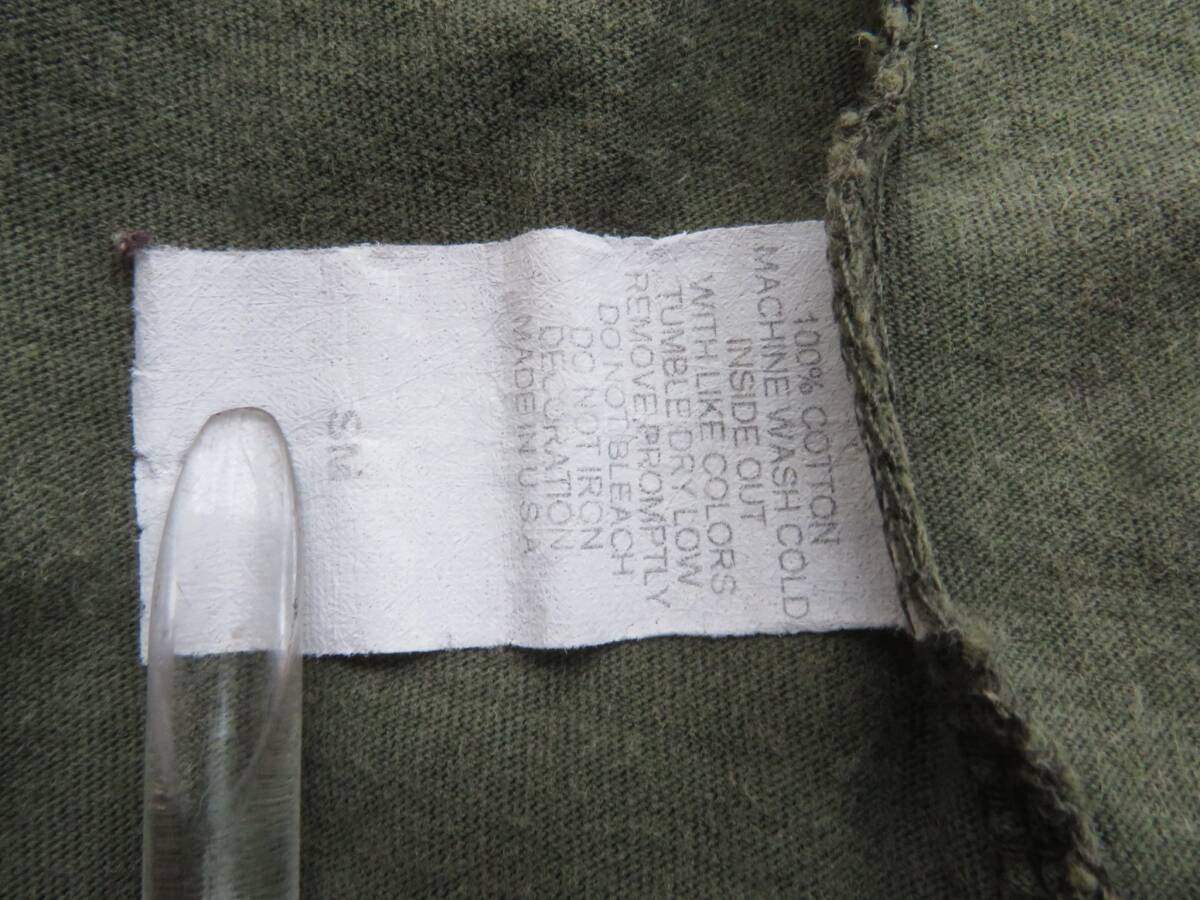 100% COTTON
MACHINE WASH COLD
INSIDE OUT
WITH LIKE COLORS
TUMBLE DRY LOW
REMOVE PROMPTLY
DO NOT BLEACH
DO NOT IRON
DECORATION
MADE IN U.S.A
SM